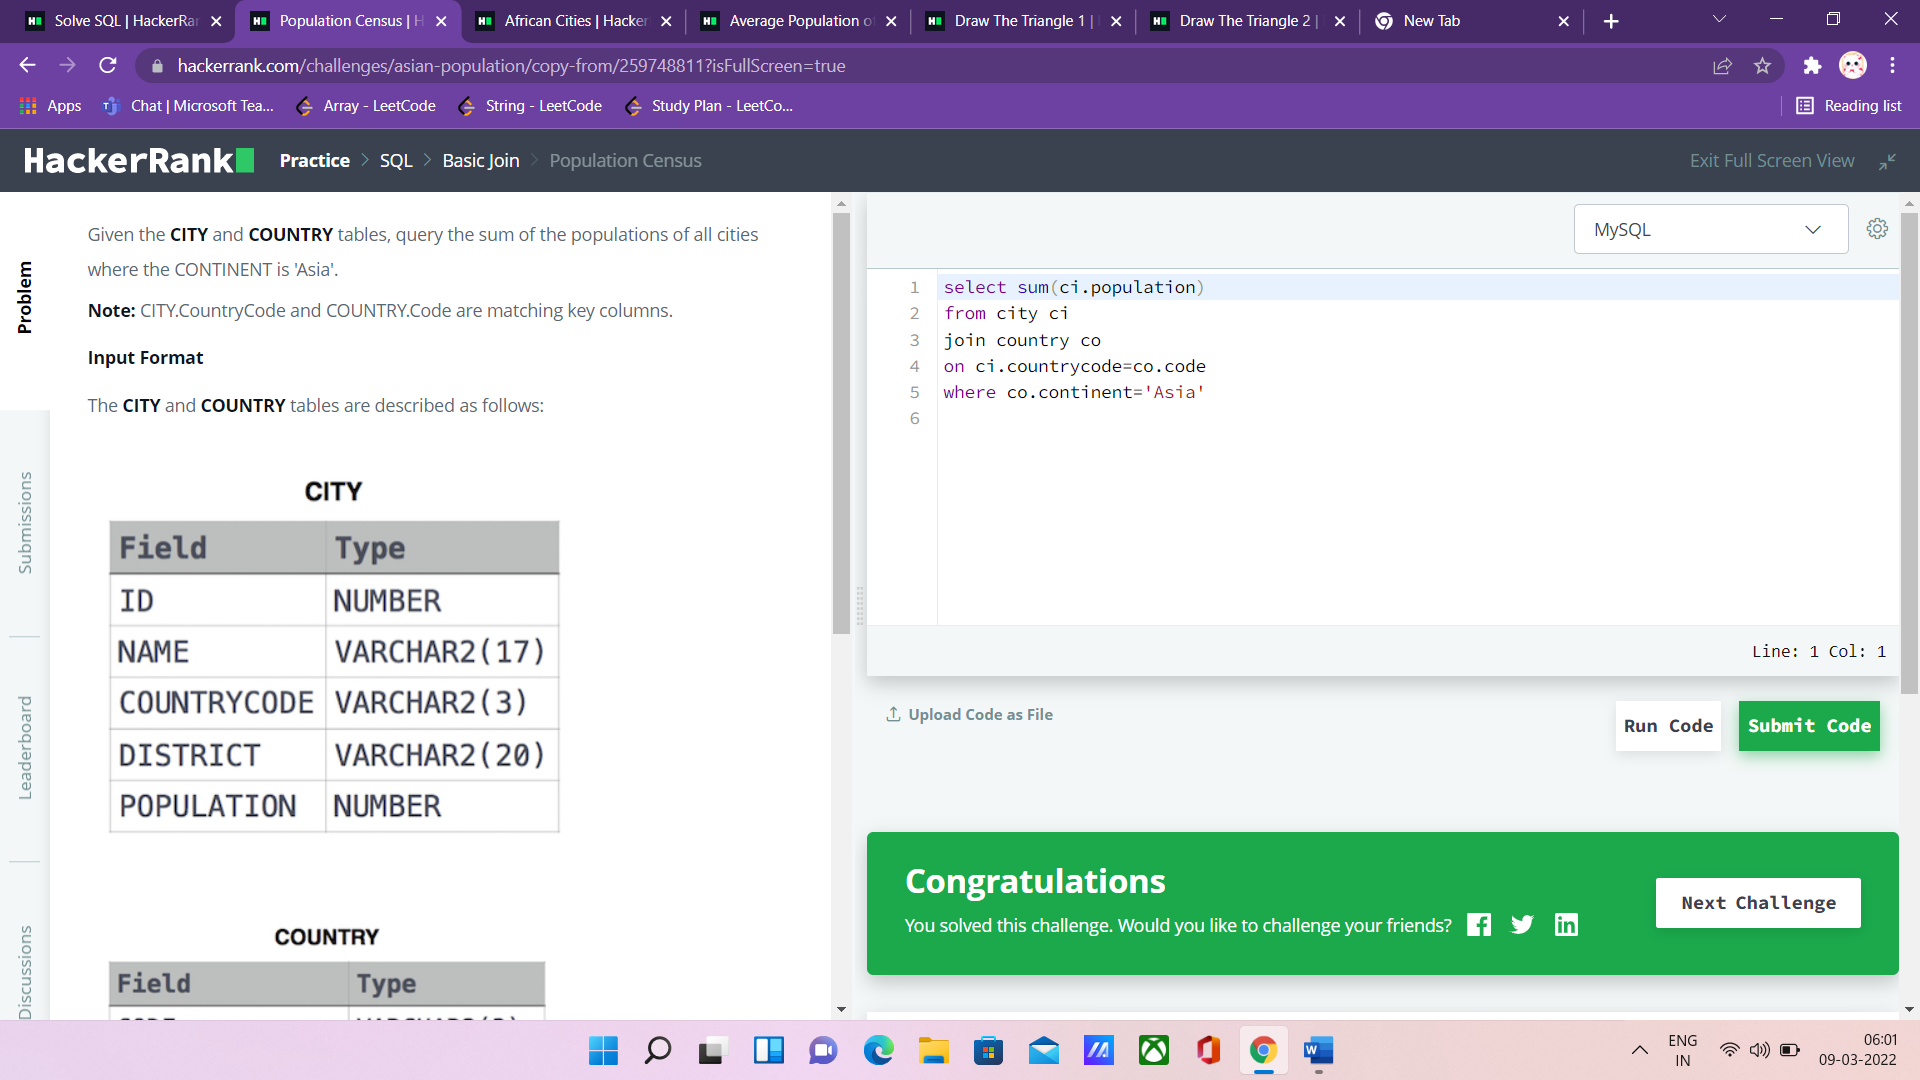 Solve SQL | HackerRar
Population Census | H
African Cities | Hacker
Average Population o
Draw The Triangle 1 |
Draw The Triangle 2 |
New Tab
hackerrank.com/challenges/asian-population/copy-from/259748811?isFullScreen=true
Apps
Chat | Microsoft Tea...
Array - LeetCode
String - LeetCode
Study Plan - LeetCo...
Reading list
HackerRank
Practice > SQL > Basic Join > Population Census
Exit Full Screen View
Problem
Submissions
Leaderboard
Discussions
Given the CITY and COUNTRY tables, query the sum of the populations of all cities
where the CONTINENT is 'Asia'.
Note: CITY.CountryCode and COUNTRY.Code are matching key columns.
Input Format
The CITY and COUNTRY tables are described as follows:
CITY
Field Type
ID NUMBER
NAME VARCHAR2(17)
COUNTRYCODE VARCHAR2(3)
DISTRICT VARCHAR2(20)
POPULATION NUMBER
COUNTRY
Field Type
MySQL
1 select sum(ci.population)
2 from city ci
3 join country co
4 on ci.countrycode=co.code
5 where co.continent='Asia'
6
Line: 1 Col: 1
Upload Code as File
Run Code
Submit Code
Congratulations
You solved this challenge. Would you like to challenge your friends?
Next Challenge
ENG
IN
06:01
09-03-2022